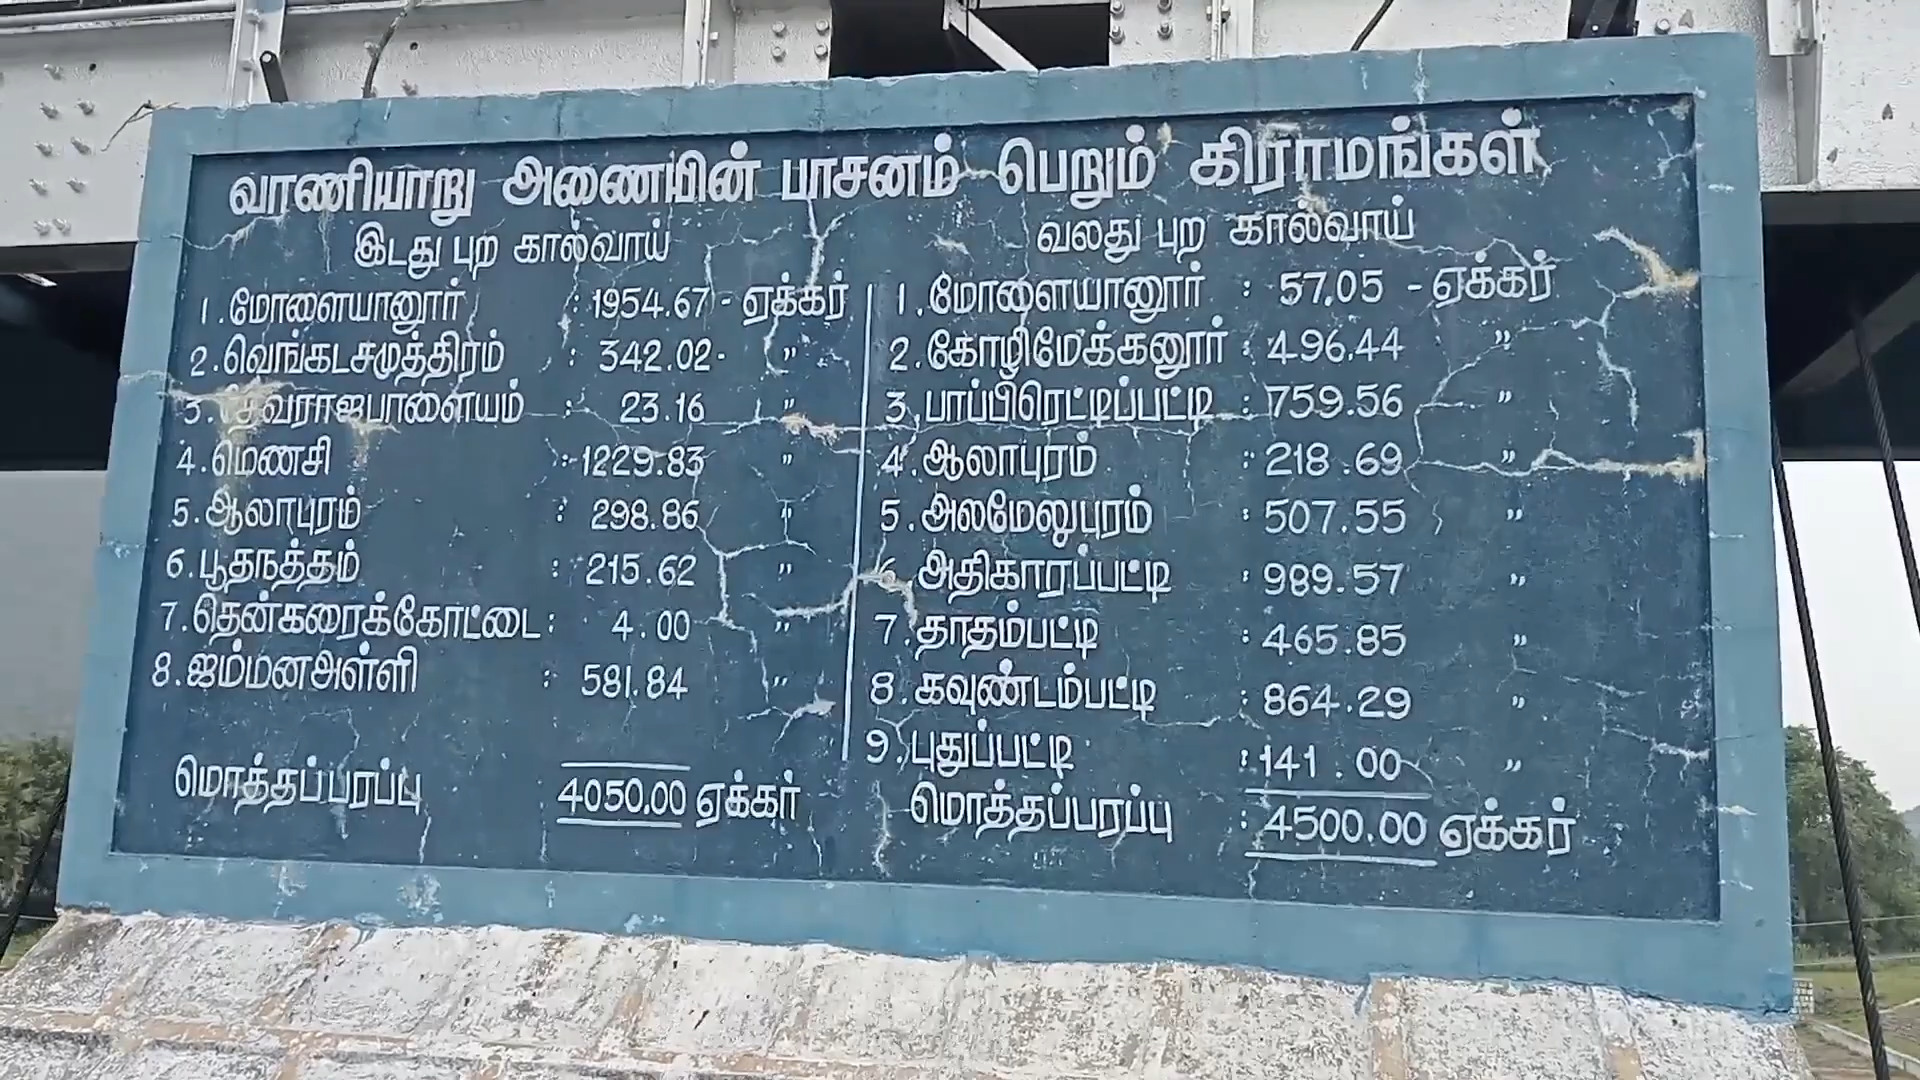 வாணியாறு அணையின் பாசனம் பெறும் கிராமங்கள்
இடது புற கால்வாய்
1. மோளையானூர் : 1954.67 - ஏக்கர்
2. வெங்கடசமுத்திரம் : 342.02 - "
3. தேவராஜபாளையம் : 23.16 "
4. மெணசி : 1229.83 "
5. ஆலாபுரம் : 298.86 "
6. பூதநத்தம் : 215.62 "
7. தென்கரைக்கோட்டை : 4.00 "
8. ஜம்மனஅள்ளி : 581.84 "
மொத்தப்பரப்பு 4050.00 ஏக்கர்
வலது புற கால்வாய்
1. மோளையானூர் : 57.05 - ஏக்கர்
2. கோழிமேக்கனூர் : 496.44 "
3. பாப்பிரெட்டிப்பட்டி : 759.56 "
4. ஆலாபுரம் : 218.69 "
5. அலமேலுபுரம் : 507.55 "
6. அதிகாரப்பட்டி : 989.57 "
7. தாதம்பட்டி : 465.85 "
8. கவுண்டம்பட்டி : 864.29 "
9. புதுப்பட்டி : 141.00 "
மொத்தப்பரப்பு : 4500.00 ஏக்கர்